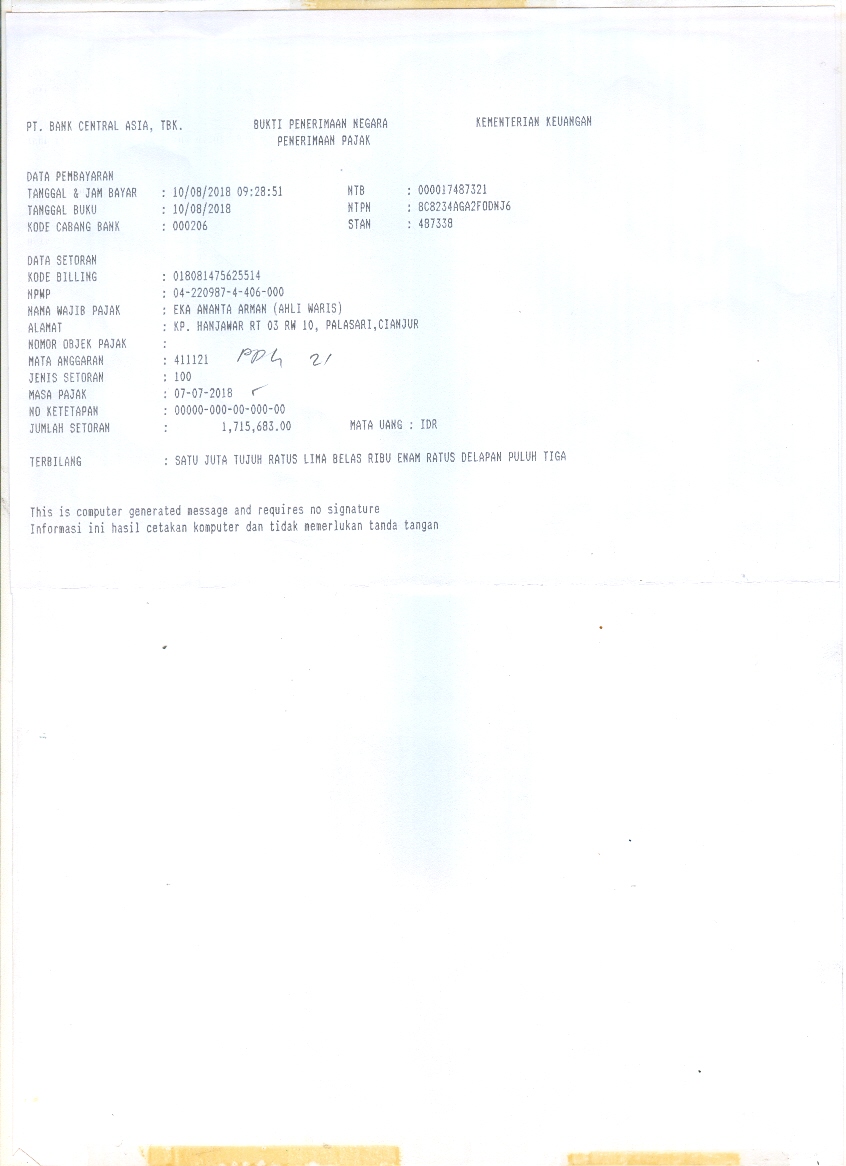 PT. BANK CENTRAL ASIA, TBK. BUKTI PENERIMAAN NEGARA KEMENTERIAN KEUANGAN
PENERIMAAN PAJAK
DATA PEMBAYARAN
TANGGAL & JAM BAYAR : 10/08/2018 09:28:51 NTB : 000017487321
TANGGAL BUKU : 10/08/2018 NTPN : 8C8234AGA2FODNJ6
KODE CABANG BANK : 000206 STAN : 487338
DATA SETORAN
KODE BILLING : 018081475625514
NPWP : 04-220987-4-406-000
NAMA WAJIB PAJAK : EKA ANANTA ARMAN (AHLI WARIS)
ALAMAT : KP. HANJAWAR RT 03 RW 10, PALASARI,CIANJUR
NOMOR OBJEK PAJAK :
MATA ANGGARAN : 411121 PPh 21
JENIS SETORAN : 100
MASA PAJAK : 07-07-2018
NO KETETAPAN : 00000-000-00-000-00
JUMLAH SETORAN : 1,715,683.00 MATA UANG : IDR
TERBILANG : SATU JUTA TUJUH RATUS LIMA BELAS RIBU ENAM RATUS DELAPAN PULUH TIGA
This is computer generated message and requires no signature
Informasi ini hasil cetakan komputer dan tidak memerlukan tanda tangan